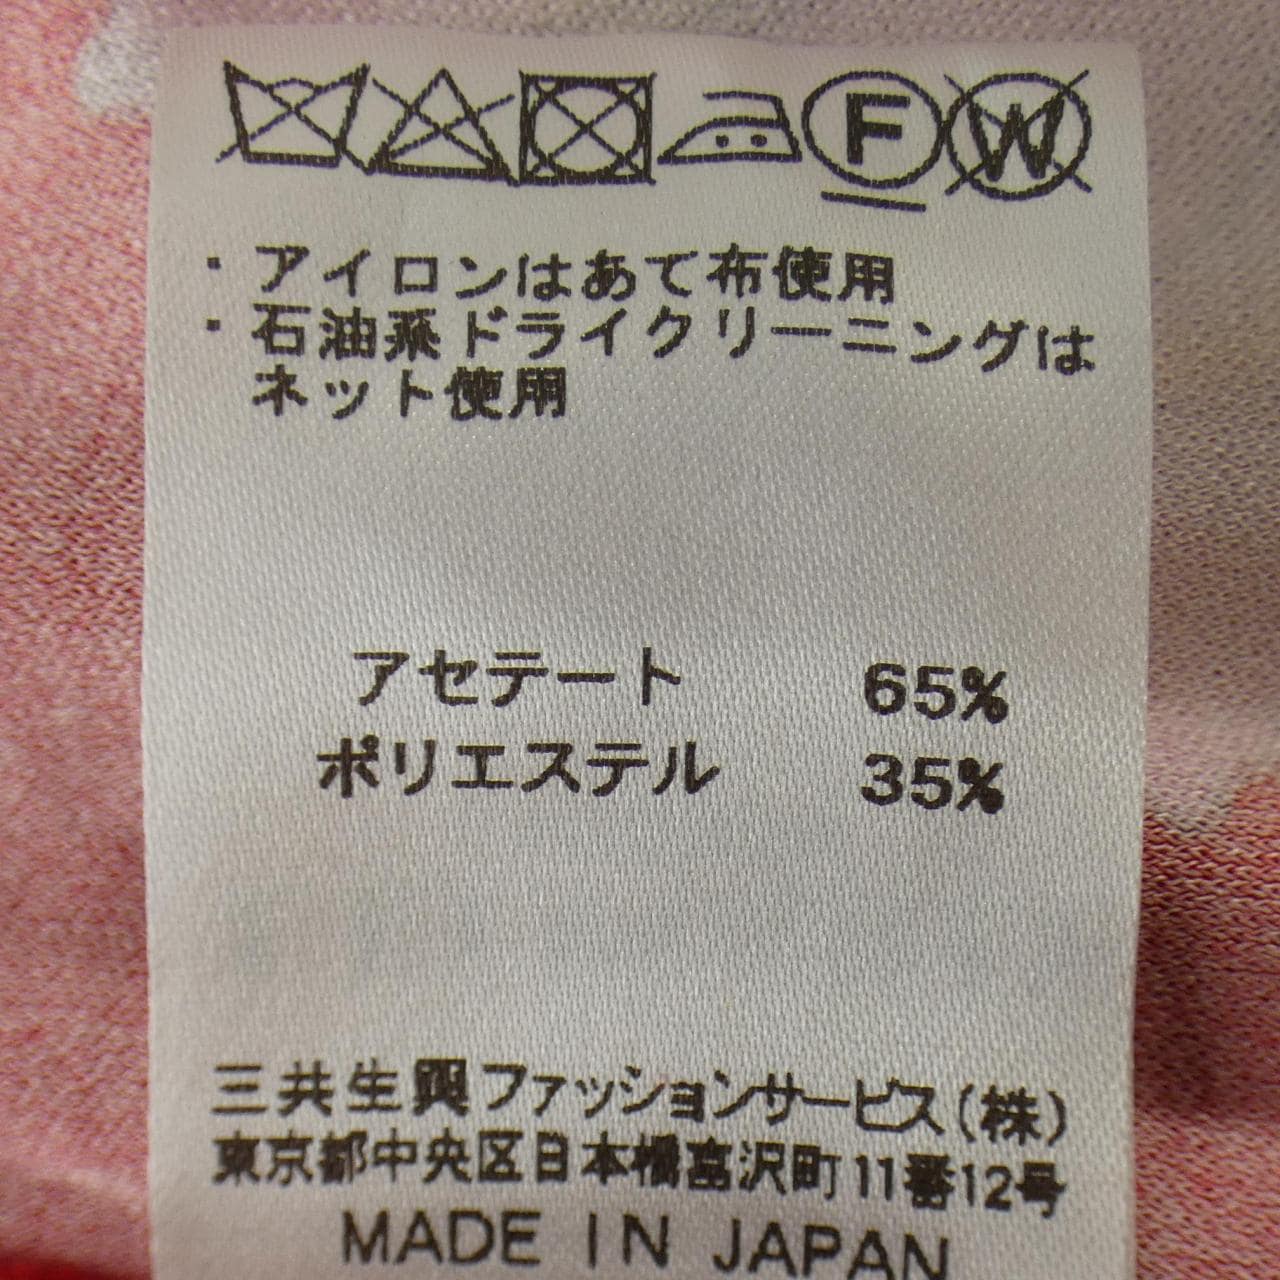 F W
・アイロンはあて布使用
・石油系ドライクリーニングは
ネット使用
アセテート 65%
ポリエステル 35%
三共生興ファッションサービス(株)
東京都中央区日本橋富沢町11番12号
MADE IN JAPAN